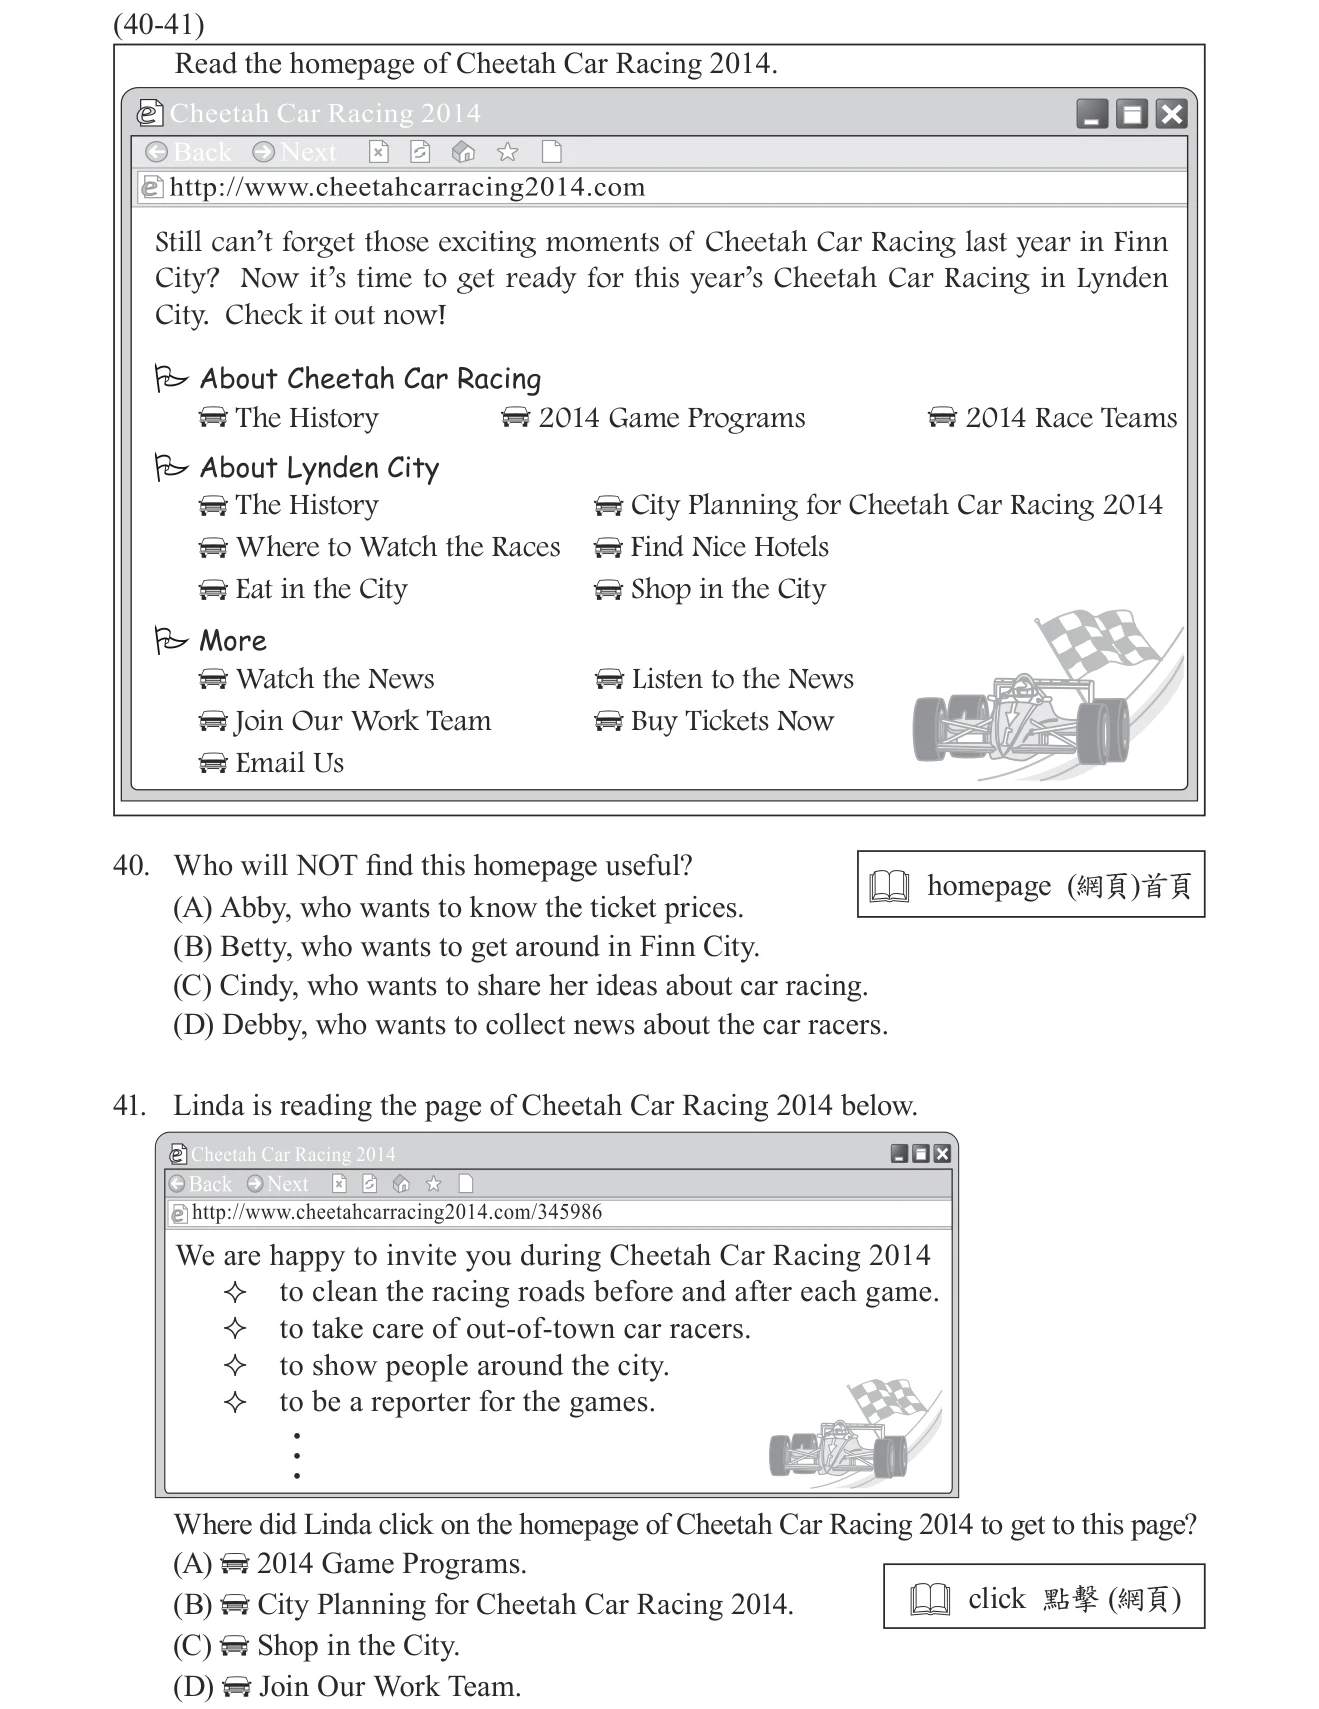 (40-41)
Read the homepage of Cheetah Car Racing 2014.
Cheetah Car Racing 2014
Back Next
http://www.cheetahcarracing2014.com
Still can't forget those exciting moments of Cheetah Car Racing last year in Finn
City? Now it's time to get ready for this year's Cheetah Car Racing in Lynden
City. Check it out now!
About Cheetah Car Racing
The History 2014 Game Programs 2014 Race Teams
About Lynden City
The History City Planning for Cheetah Car Racing 2014
Where to Watch the Races Find Nice Hotels
Eat in the City Shop in the City
More
Watch the News Listen to the News
Join Our Work Team Buy Tickets Now
Email Us
40. Who will NOT find this homepage useful?
homepage (網頁)首頁
(A) Abby, who wants to know the ticket prices.
(B) Betty, who wants to get around in Finn City.
(C) Cindy, who wants to share her ideas about car racing.
(D) Debby, who wants to collect news about the car racers.
41. Linda is reading the page of Cheetah Car Racing 2014 below.
Cheetah Car Racing 2014
Back Next
http://www.cheetahcarracing2014.com/345986
We are happy to invite you during Cheetah Car Racing 2014
to clean the racing roads before and after each game.
to take care of out-of-town car racers.
to show people around the city.
to be a reporter for the games.
Where did Linda click on the homepage of Cheetah Car Racing 2014 to get to this page?
(A) 2014 Game Programs.
(B) City Planning for Cheetah Car Racing 2014.
click 點擊 (網頁)
(C) Shop in the City.
(D) Join Our Work Team.